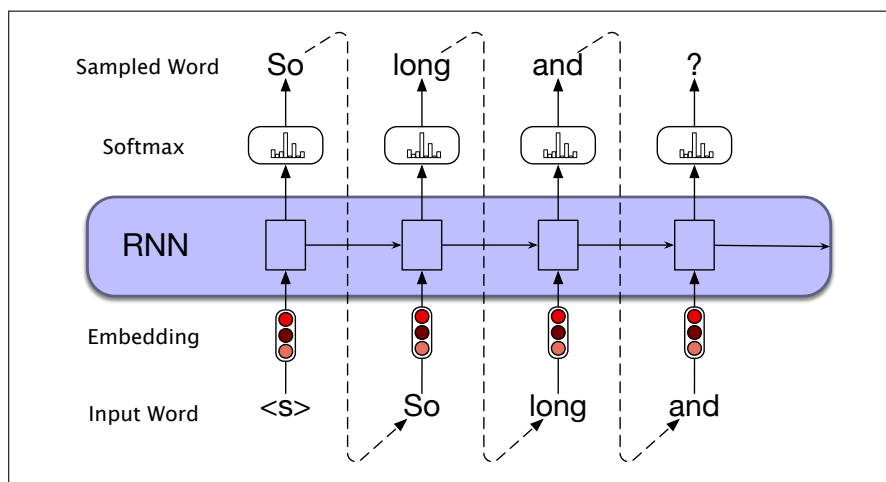 Sampled Word So long and ?
Softmax
RNN
Embedding
Input Word <s> So long and